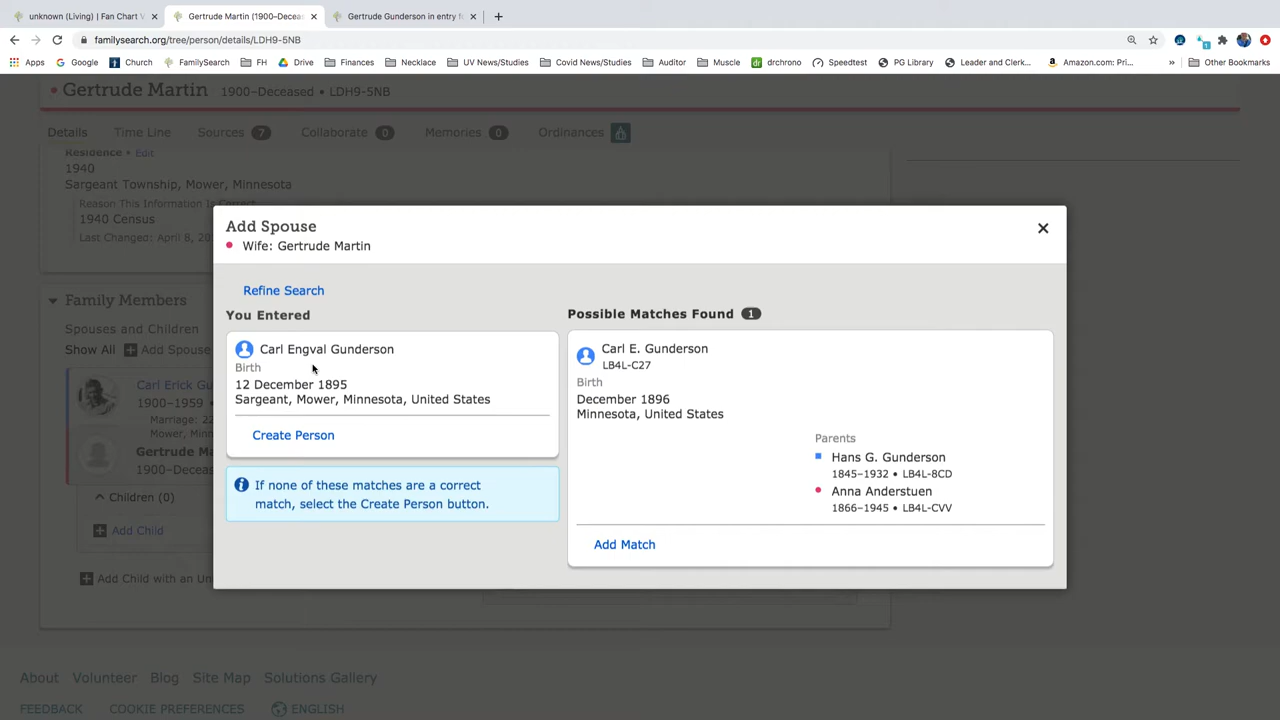 unknown (Living) | Fan Chart V
Gertrude Martin (1900–Decea
Gertrude Gunderson in entry f
familysearch.org/tree/person/details/LDH9-5NB
Apps
Google
Church
FamilySearch
FH
Drive
Finances
Necklace
UV News/Studies
Covid News/Studies
Auditor
Muscle
drchrono
Speedtest
PG Library
Leader and Clerk...
Amazon.com: Pri...
Other Bookmarks
Gertrude Martin 1900–Deceased • LDH9-5NB
Details Time Line Sources 7 Collaborate 0 Memories 0 Ordinances
Residence • Edit
1940
Sargeant Township, Mower, Minnesota
Reason This Information Is Correct
1940 Census
Last Changed: April 8, 20
Family Members
Spouses and Children
Show All Add Spouse
Carl Erick Gu
1900–1959
Marriage: 22
Mower, Minn
Gertrude Ma
1900–Decea
Children (0)
Add Child
Add Child with an Un
Add Spouse
Wife: Gertrude Martin
Refine Search
You Entered
Carl Engval Gunderson
Birth
12 December 1895
Sargeant, Mower, Minnesota, United States
Create Person
If none of these matches are a correct
match, select the Create Person button.
Possible Matches Found 1
Carl E. Gunderson
LB4L-C27
Birth
December 1896
Minnesota, United States
Parents
Hans G. Gunderson
1845–1932 • LB4L-8CD
Anna Anderstuen
1866–1945 • LB4L-CVV
Add Match
About Volunteer Blog Site Map Solutions Gallery
FEEDBACK COOKIE PREFERENCES ENGLISH